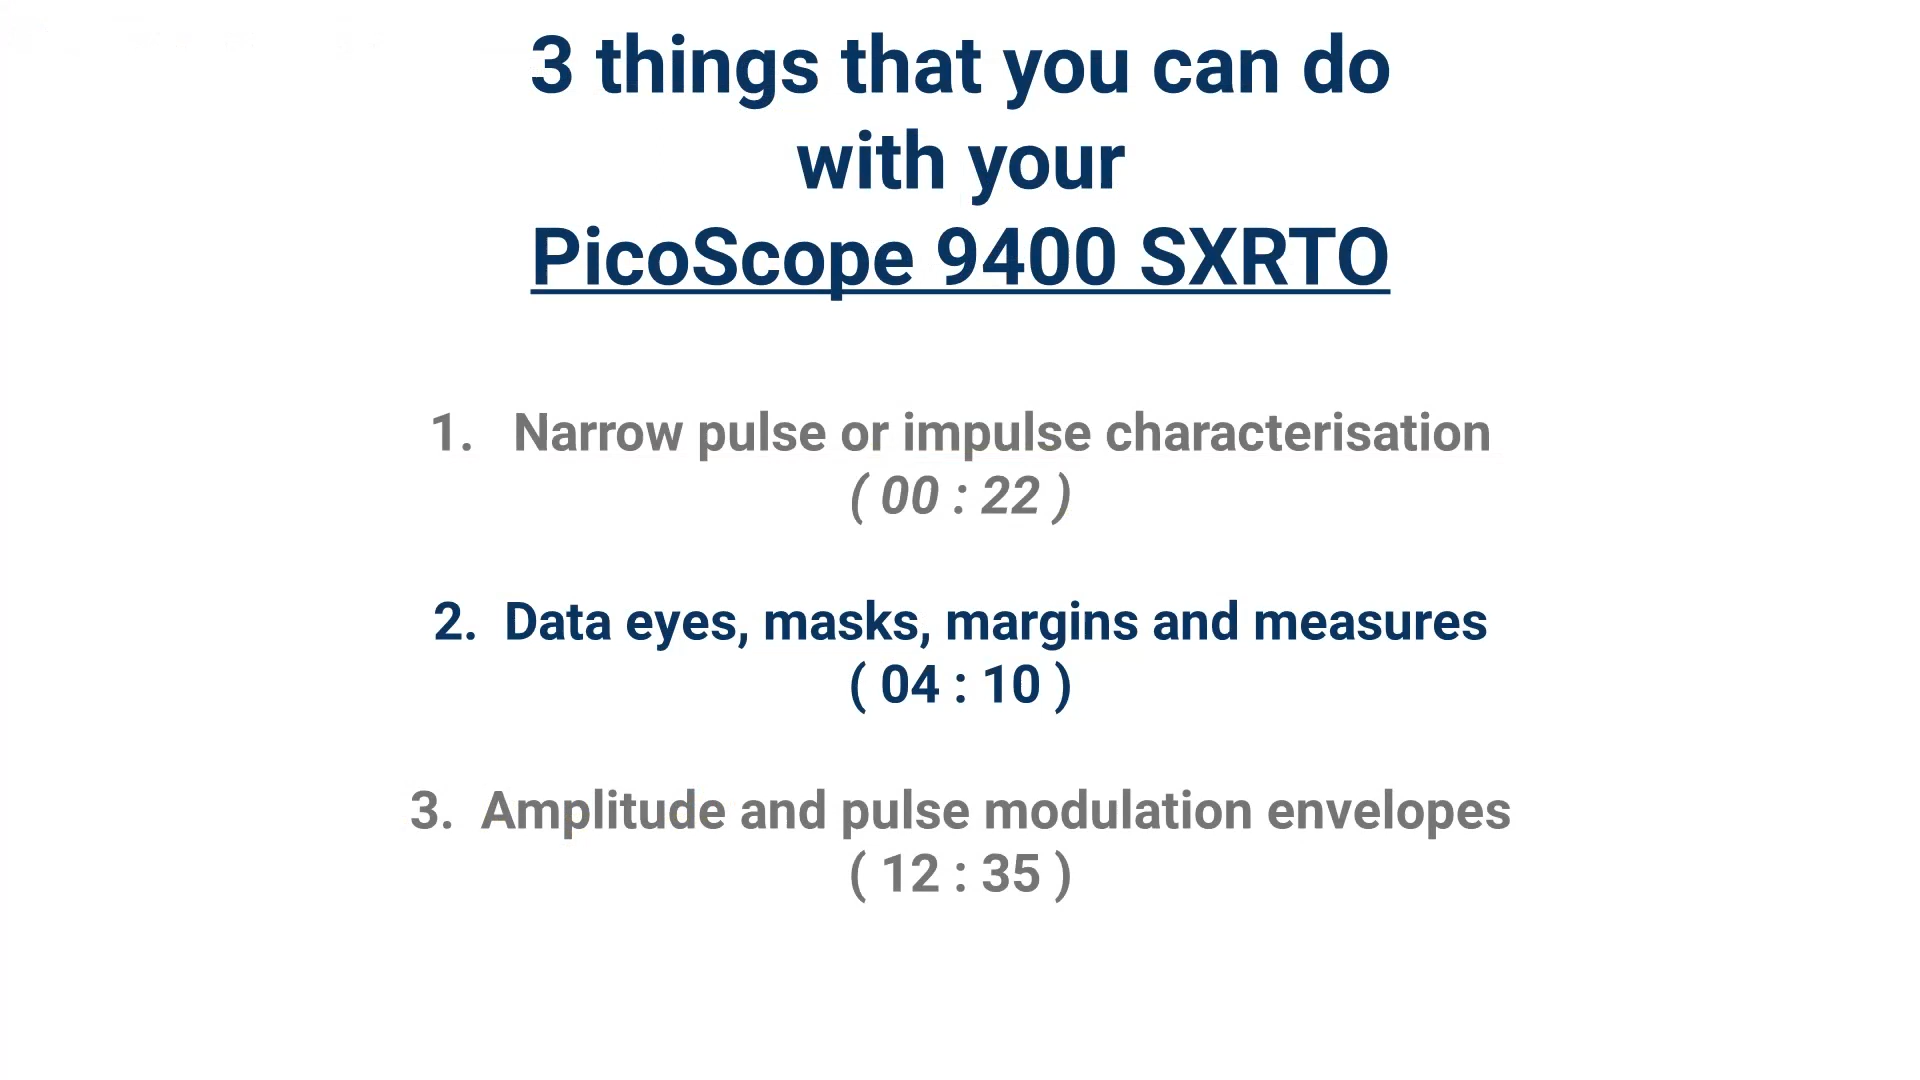 3 things that you can do
with your
PicoScope 9400 SXRTO
1. Narrow pulse or impulse characterisation
( 00 : 22 )
2. Data eyes, masks, margins and measures
( 04 : 10 )
3. Amplitude and pulse modulation envelopes
( 12 : 35 )